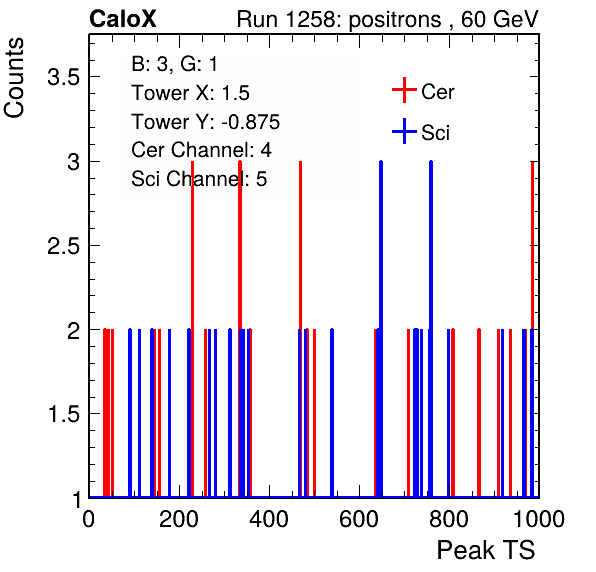 CaloX Run 1258: positrons , 60 GeV
Counts
B: 3, G: 1
Tower X: 1.5
Tower Y: -0.875
Cer Channel: 4
Sci Channel: 5
Cer
Sci
3.5
3
2.5
2
1.5
1
0 200 400 600 800 1000
Peak TS